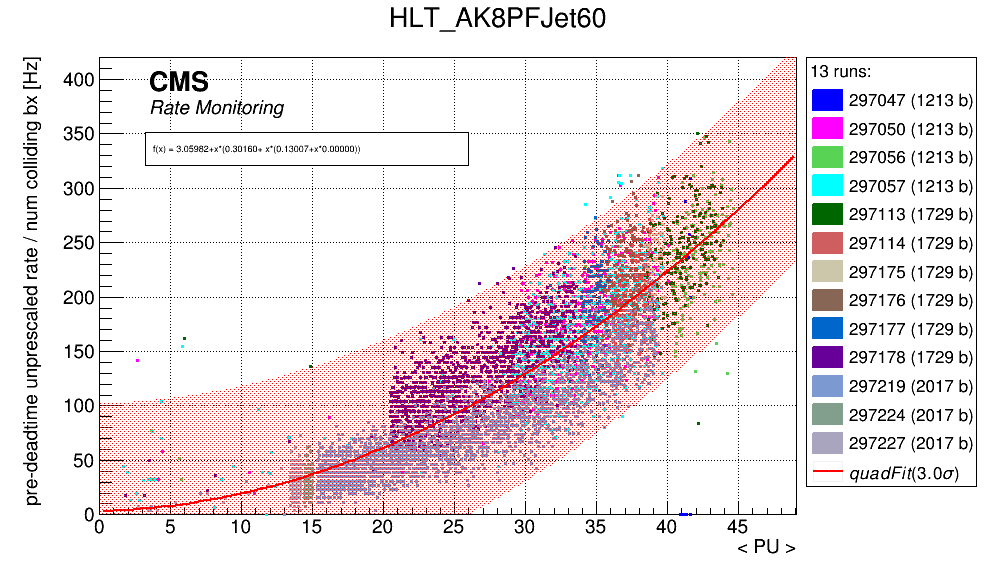 HLT_AK8PFJet60
pre-deadtime unprescaled rate / num colliding bx [Hz]
CMS
Rate Monitoring
f(x) = 3.05982+x*(0.30160+ x*(0.13007+x*0.00000))
400
350
300
250
200
150
100
50
0
0 5 10 15 20 25 30 35 40 45
< PU >
13 runs:
297047 (1213 b)
297050 (1213 b)
297056 (1213 b)
297057 (1213 b)
297113 (1729 b)
297114 (1729 b)
297175 (1729 b)
297176 (1729 b)
297177 (1729 b)
297178 (1729 b)
297219 (2017 b)
297224 (2017 b)
297227 (2017 b)
quadFit(3.0σ)